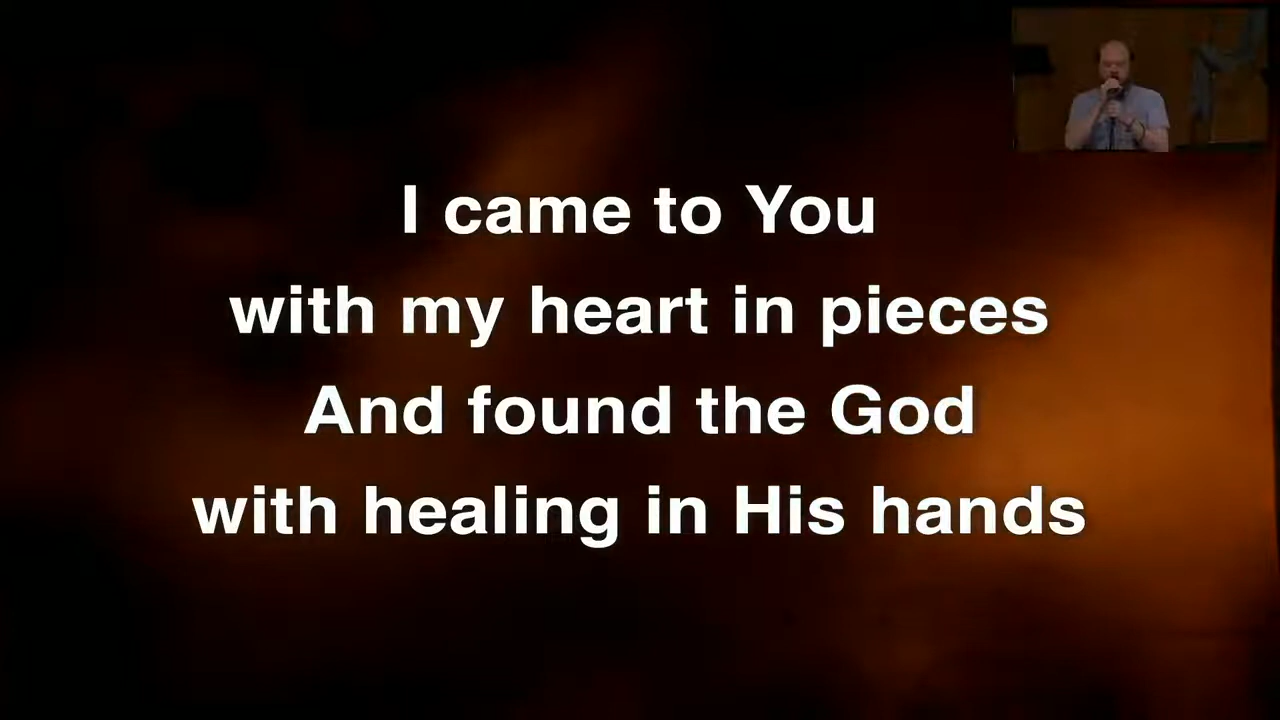 I came to You
with my heart in pieces
And found the God
with healing in His hands